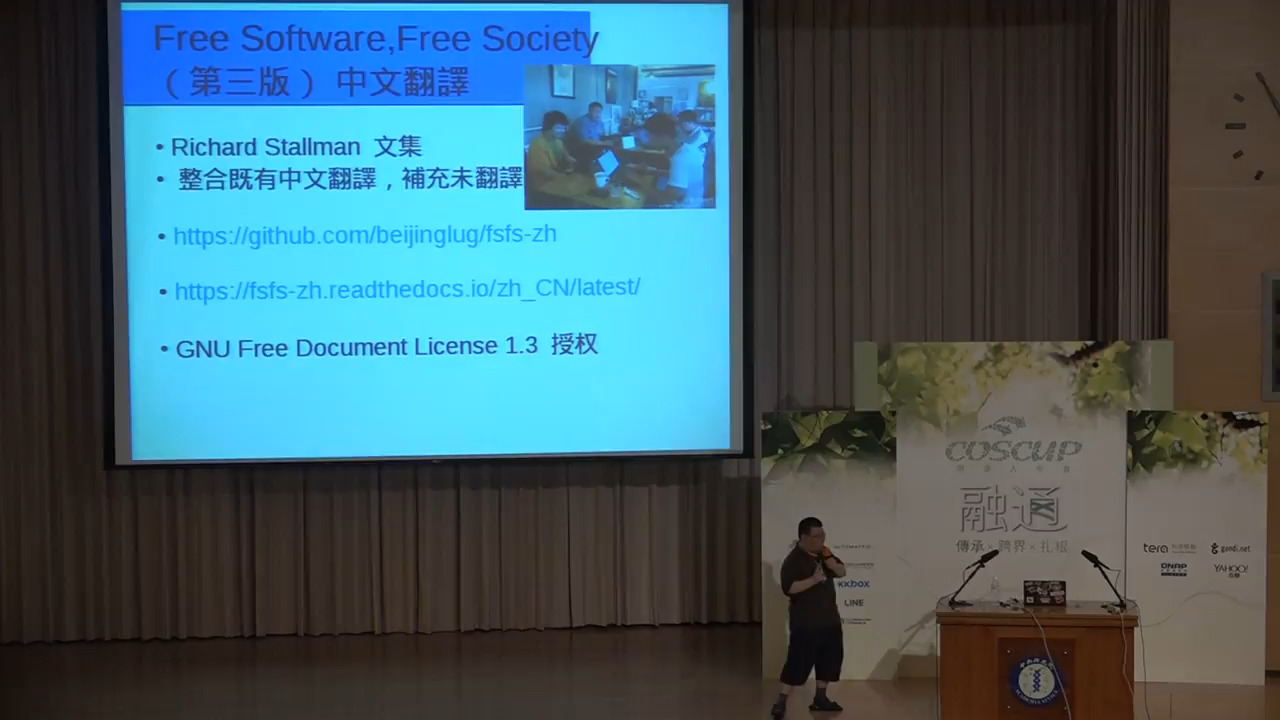 Free Software,Free Society
（第三版） 中文翻譯
• Richard Stallman 文集
• 整合既有中文翻譯，補充未翻譯
• https://github.com/beijinglug/fsfs-zh
• https://fsfs-zh.readthedocs.io/zh_CN/latest/
• GNU Free Document License 1.3 授权
COSCUP
融通
傳承×跨界×扎根
KKBOX
LINE
tera
gandi.net
QNAP
YAHOO!